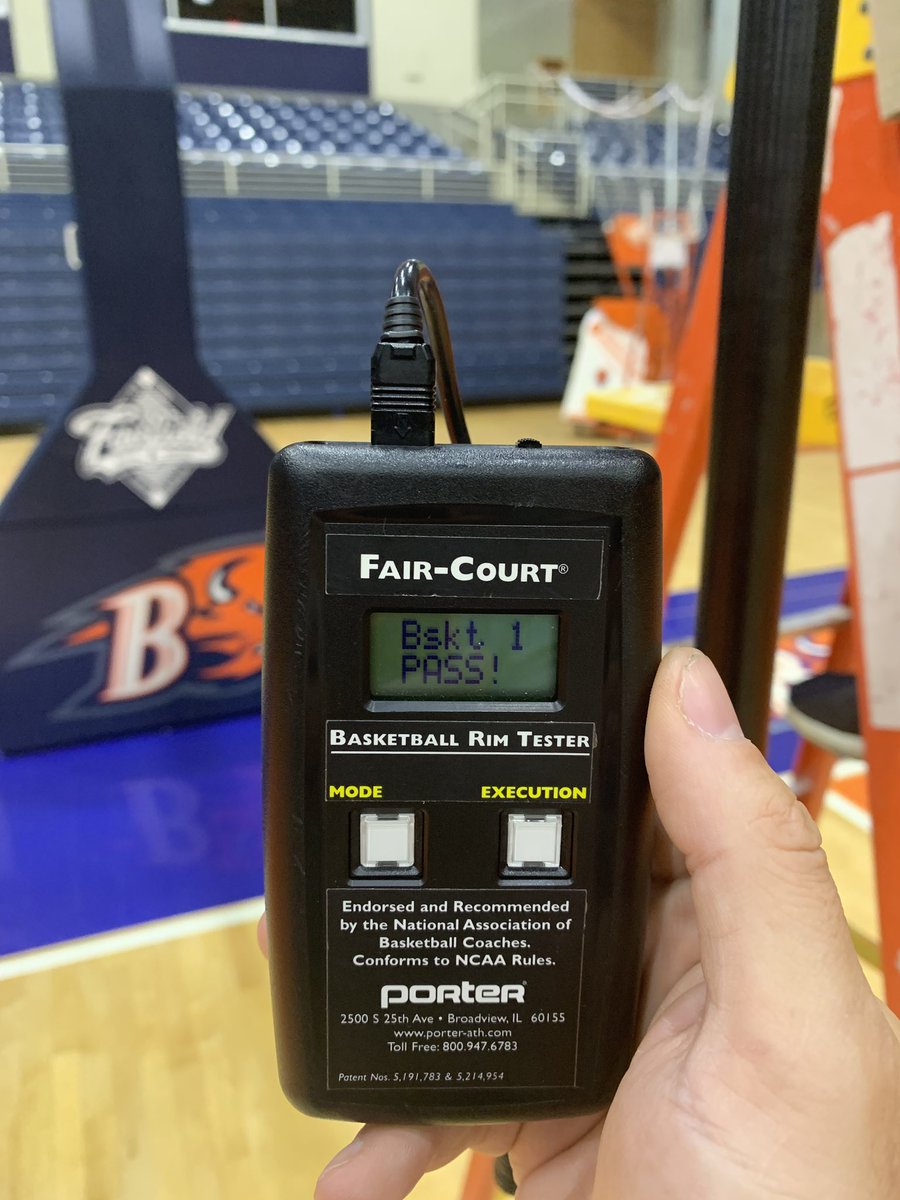 FAIR-COURT®
Bskt 1
PASS!
BASKETBALL RIM TESTER
MODE EXECUTION
Endorsed and Recommended
by the National Association of
Basketball Coaches.
Conforms to NCAA Rules.
PORTER®
2500 S 25th Ave • Broadview, IL 60155
www.porter-ath.com
Toll Free: 800.947.6783
Patent Nos. 5,191,783 & 5,214,954
B